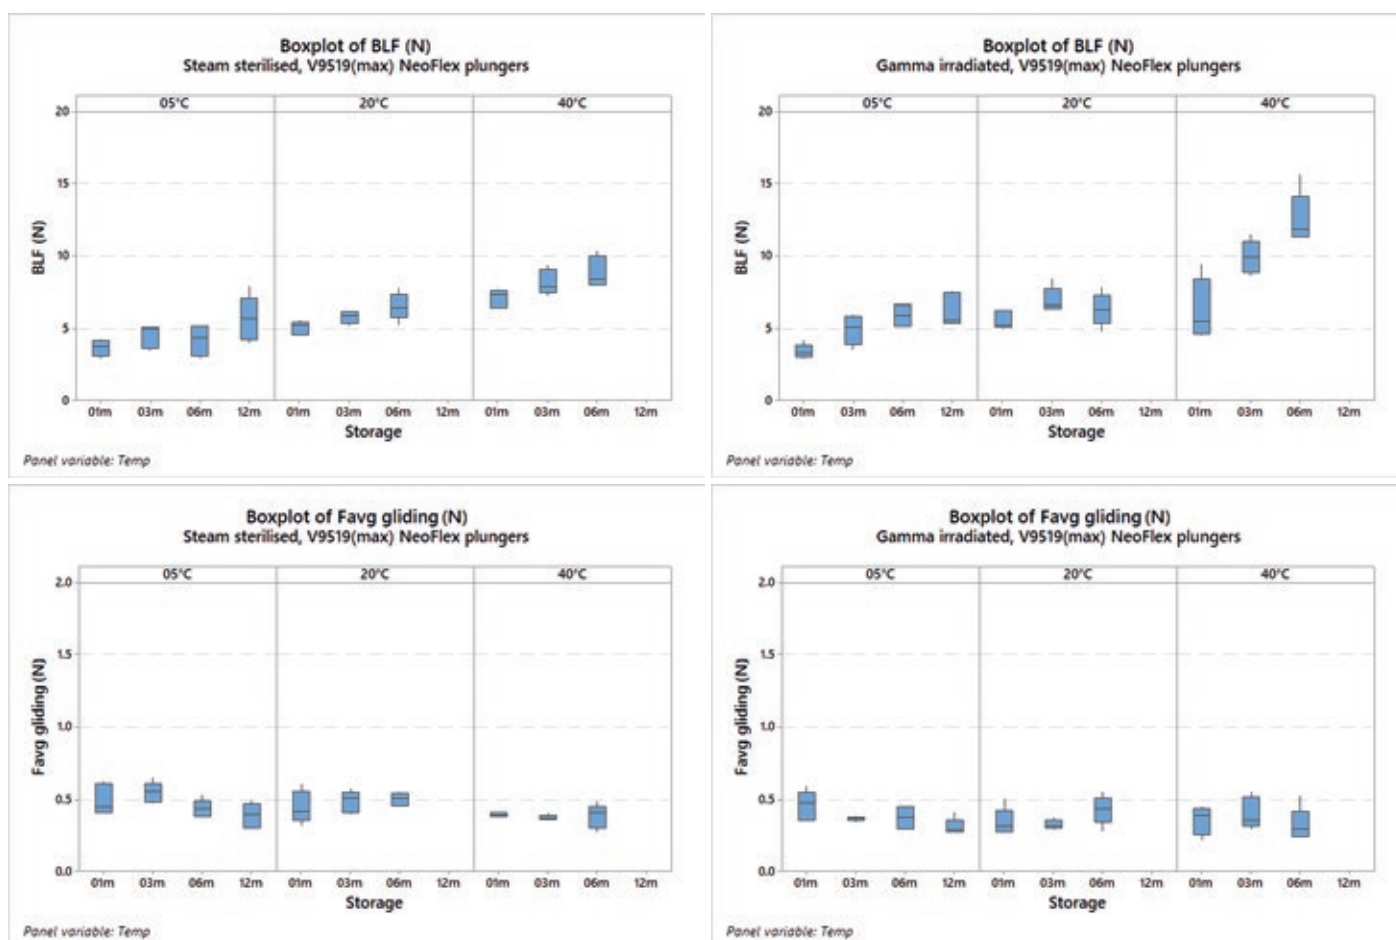 Boxplot of BLF (N)
Steam sterilised, V9519(max) NeoFlex plungers
05°C 20°C 40°C
20
15
10
5
0
BLF (N)
01m 03m 06m 12m 01m 03m 06m 12m 01m 03m 06m 12m
Storage
Panel variable: Temp
Boxplot of BLF (N)
Gamma irradiated, V9519(max) NeoFlex plungers
05°C 20°C 40°C
20
15
10
5
0
BLF (N)
01m 03m 06m 12m 01m 03m 06m 12m 01m 03m 06m 12m
Storage
Panel variable: Temp
Boxplot of Favg gliding (N)
Steam sterilised, V9519(max) NeoFlex plungers
05°C 20°C 40°C
2.0
1.5
1.0
0.5
0.0
Favg gliding (N)
01m 03m 06m 12m 01m 03m 06m 12m 01m 03m 06m 12m
Storage
Panel variable: Temp
Boxplot of Favg gliding (N)
Gamma irradiated, V9519(max) NeoFlex plungers
05°C 20°C 40°C
2.0
1.5
1.0
0.5
0.0
Favg gliding (N)
01m 03m 06m 12m 01m 03m 06m 12m 01m 03m 06m 12m
Storage
Panel variable: Temp